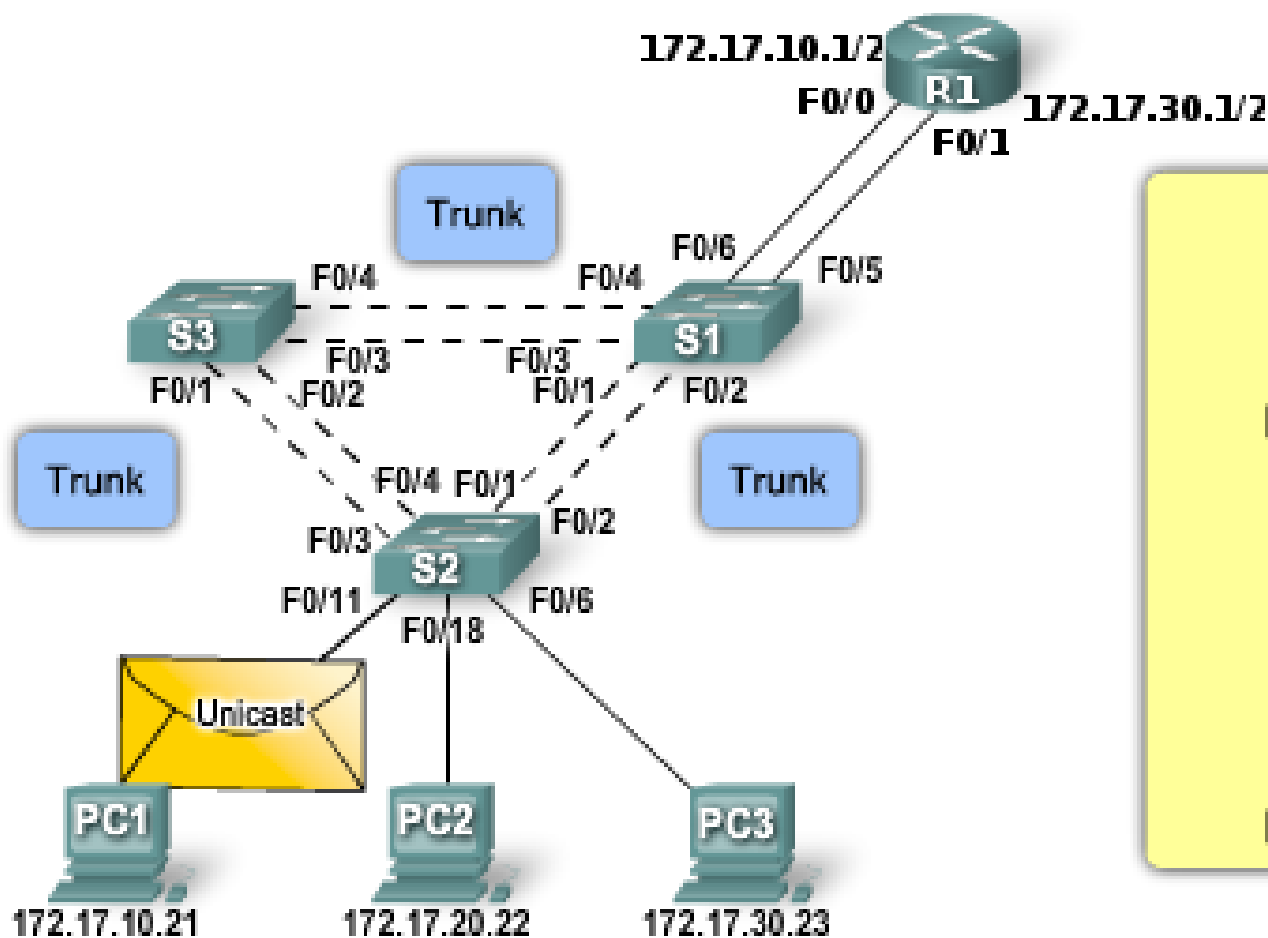 172.17.10.1/2
F0/0
R1
172.17.30.1/2
F0/1
Trunk
F0/6
F0/5
F0/4
F0/4
S3
S1
F0/3
F0/3
F0/1
F0/2
F0/1
F0/2
Trunk
Trunk
F0/4
F0/1
F0/2
F0/3
S2
F0/11
F0/18
F0/6
Unicast
PC1
PC2
PC3
172.17.10.21
172.17.20.22
172.17.30.23